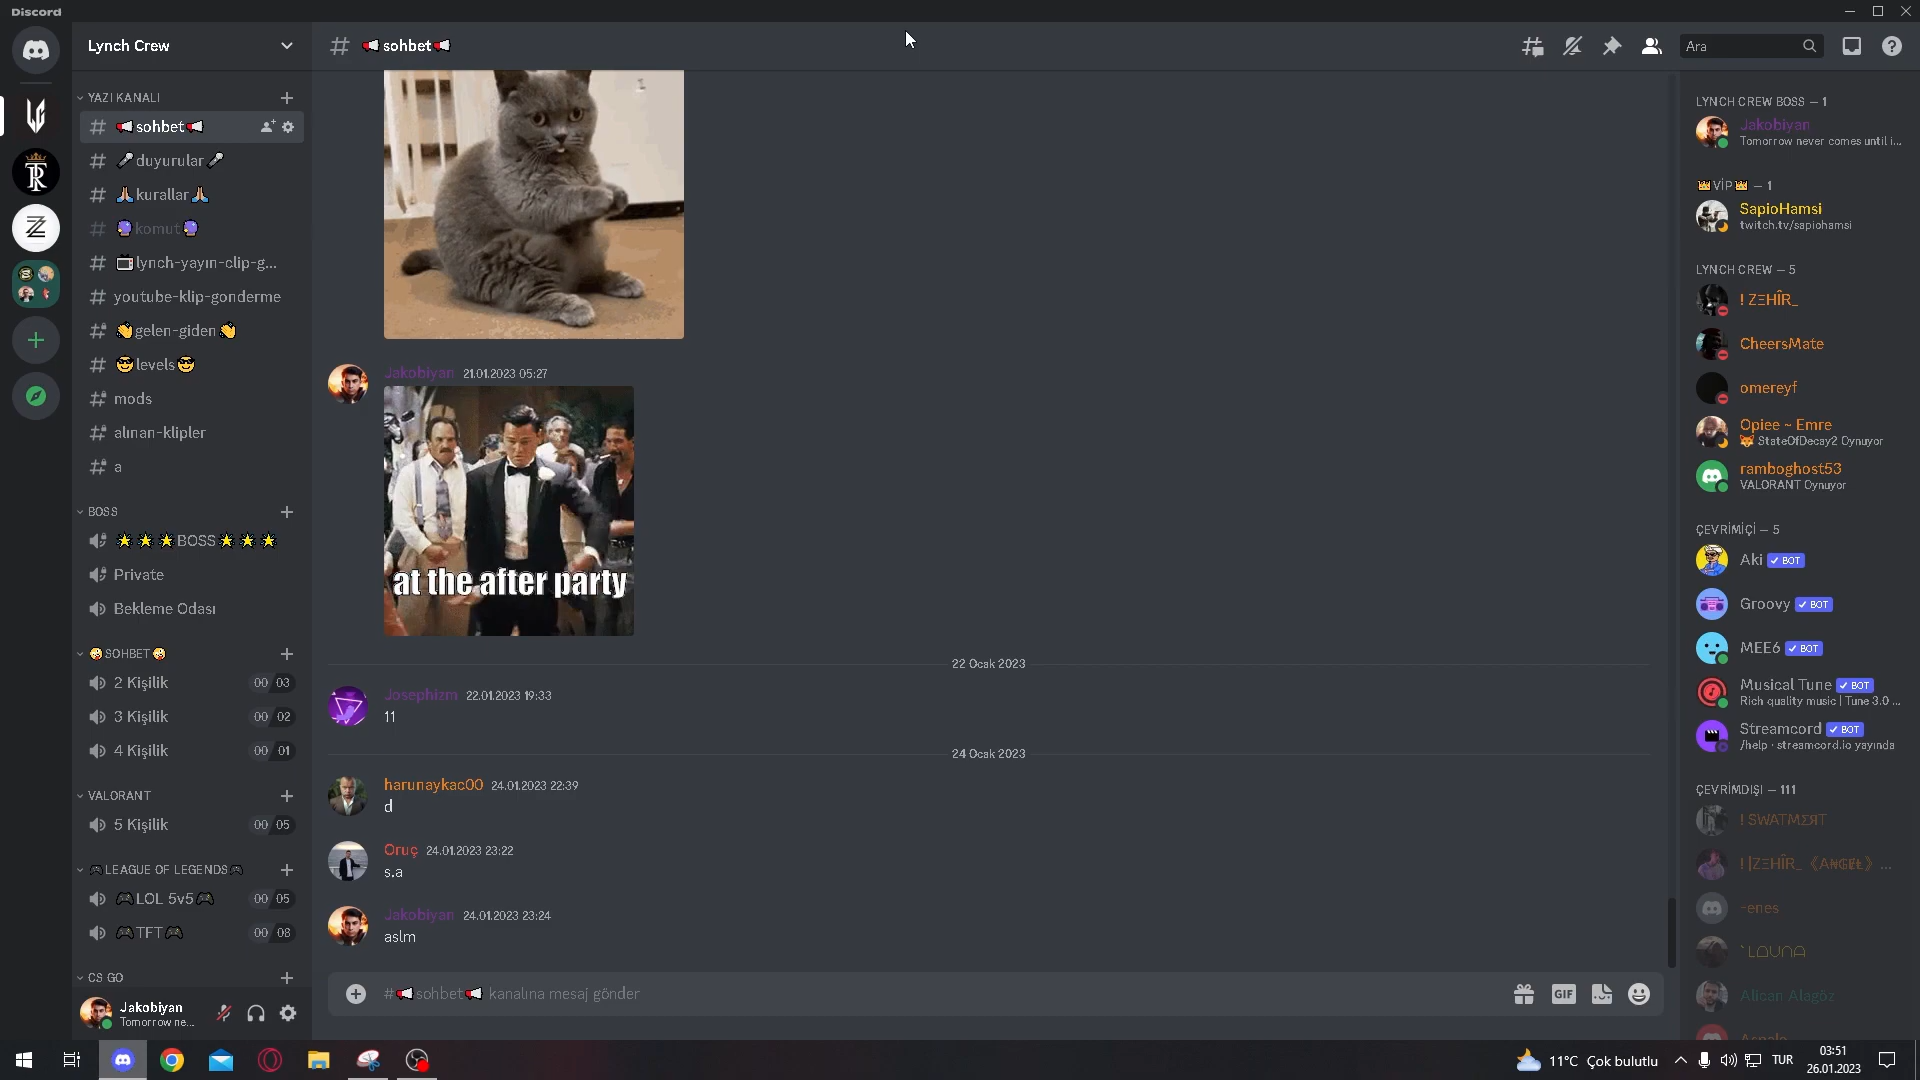 Discord
Lynch Crew
YAZI KANALI
sohbet
duyurular
kurallar
komut
lynch-yayın-clip-g...
youtube-klip-gonderme
gelen-giden
levels
mods
alınan-klipler
a
BOSS
BOSS
Private
Bekleme Odası
SOHBET
2 Kişilik 00 03
3 Kişilik 00 02
4 Kişilik 00 01
VALORANT
5 Kişilik 00 05
LEAGUE OF LEGENDS
LOL 5v5 00 05
TFT 00 08
CS GO
Jakobiyan
Tomorrow ne...
# sohbet
Ara
Jakobiyan 21.01.2023 05:27
at the after party
22 Ocak 2023
Josephizm 22.01.2023 19:33
11
24 Ocak 2023
harunaykac00 24.01.2023 22:39
d
Oruç 24.01.2023 23:22
s.a
Jakobiyan 24.01.2023 23:24
aslm
# sohbet kanalına mesaj gönder
GIF
LYNCH CREW BOSS — 1
Jakobiyan
Tomorrow never comes until i...
VİP — 1
SapioHamsi
twitch.tv/sapiohamsi
LYNCH CREW — 5
! ZΞHÎR_
CheersMate
omereyf
Opiee ~ Emre
StateOfDecay2 Oynuyor
ramboghost53
VALORANT Oynuyor
ÇEVRİMİÇİ — 5
Aki BOT
Groovy BOT
MEE6 BOT
Musical Tune BOT
Rich quality music | Tune 3.0 ...
Streamcord BOT
/help · streamcord.io yayında
ÇEVRİMDIŞI — 111
-enes
Alican Alagöz
11°C Çok bulutlu
TUR
03:51
26.01.2023